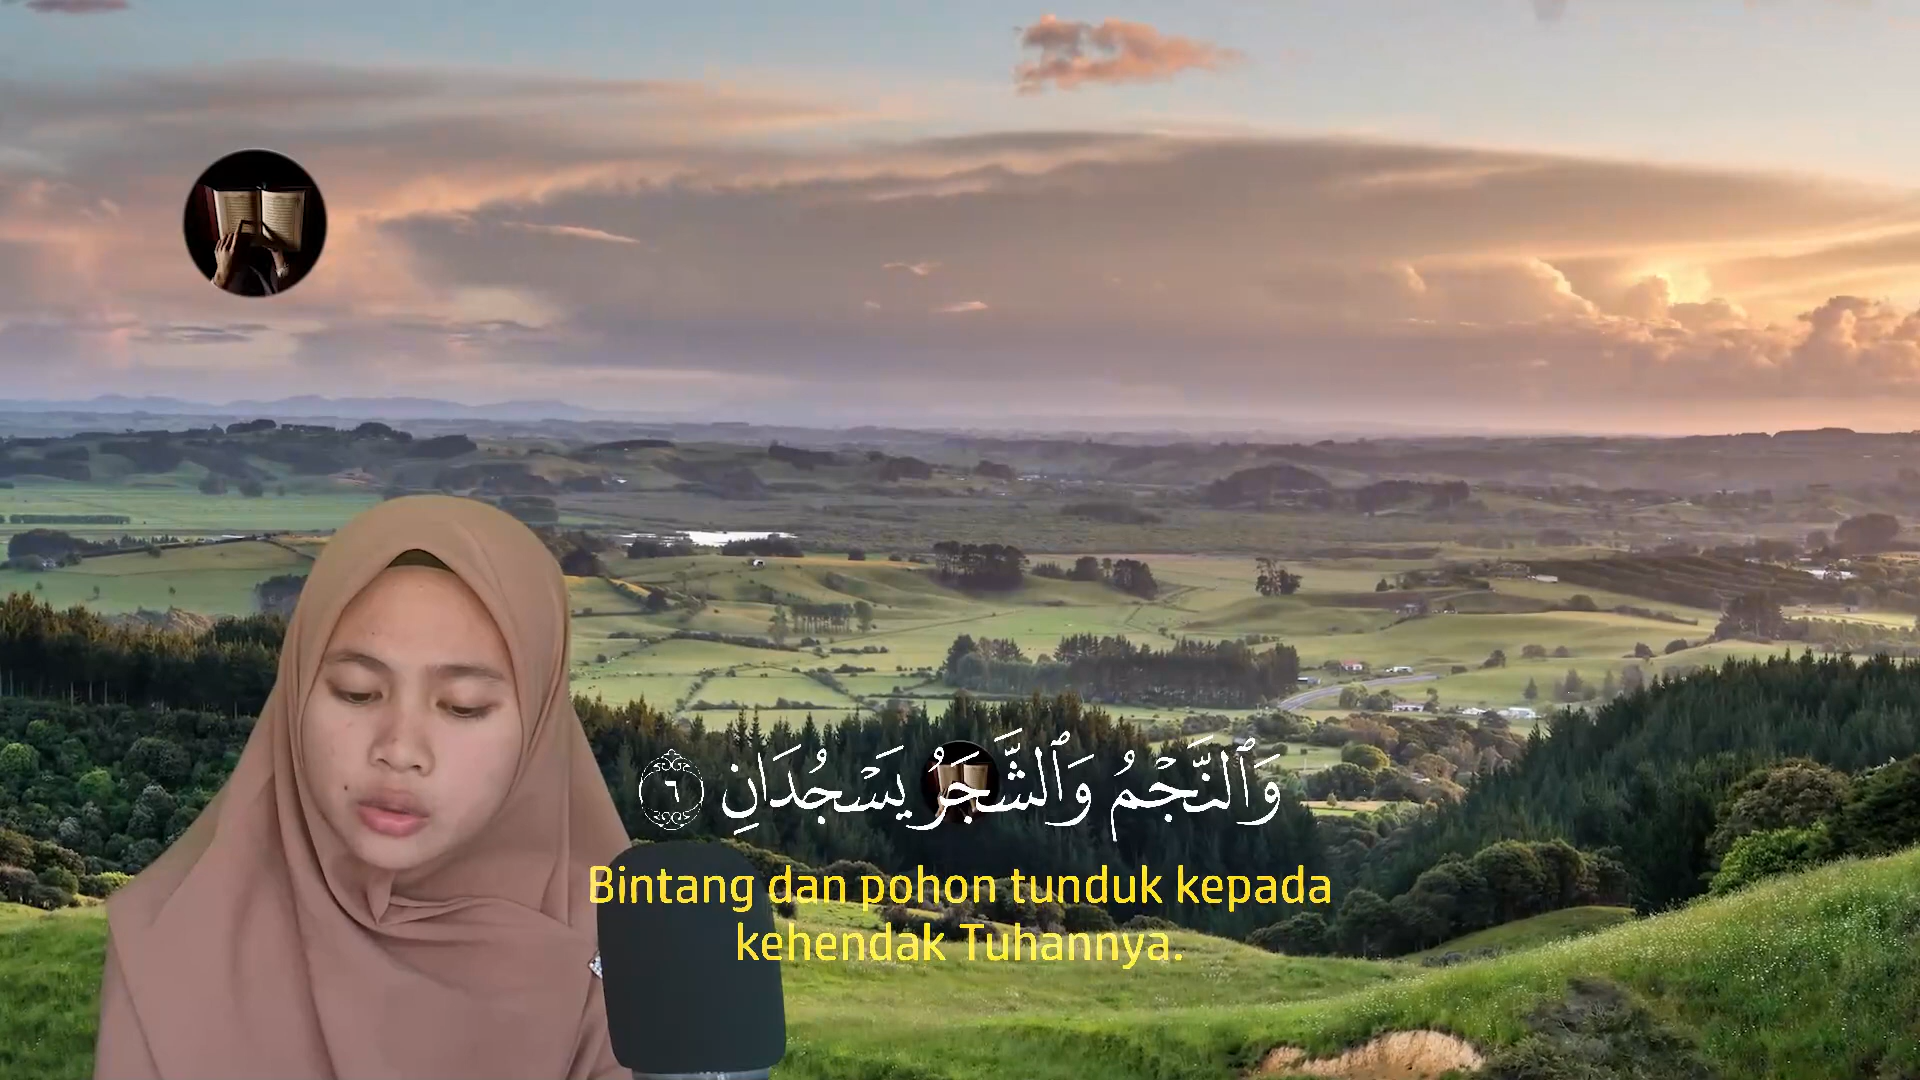 وَٱلنَّجْمُ وَٱلشَّجَرُ يَسْجُدَانِ ٦
Bintang dan pohon tunduk kepada
kehendak Tuhannya.